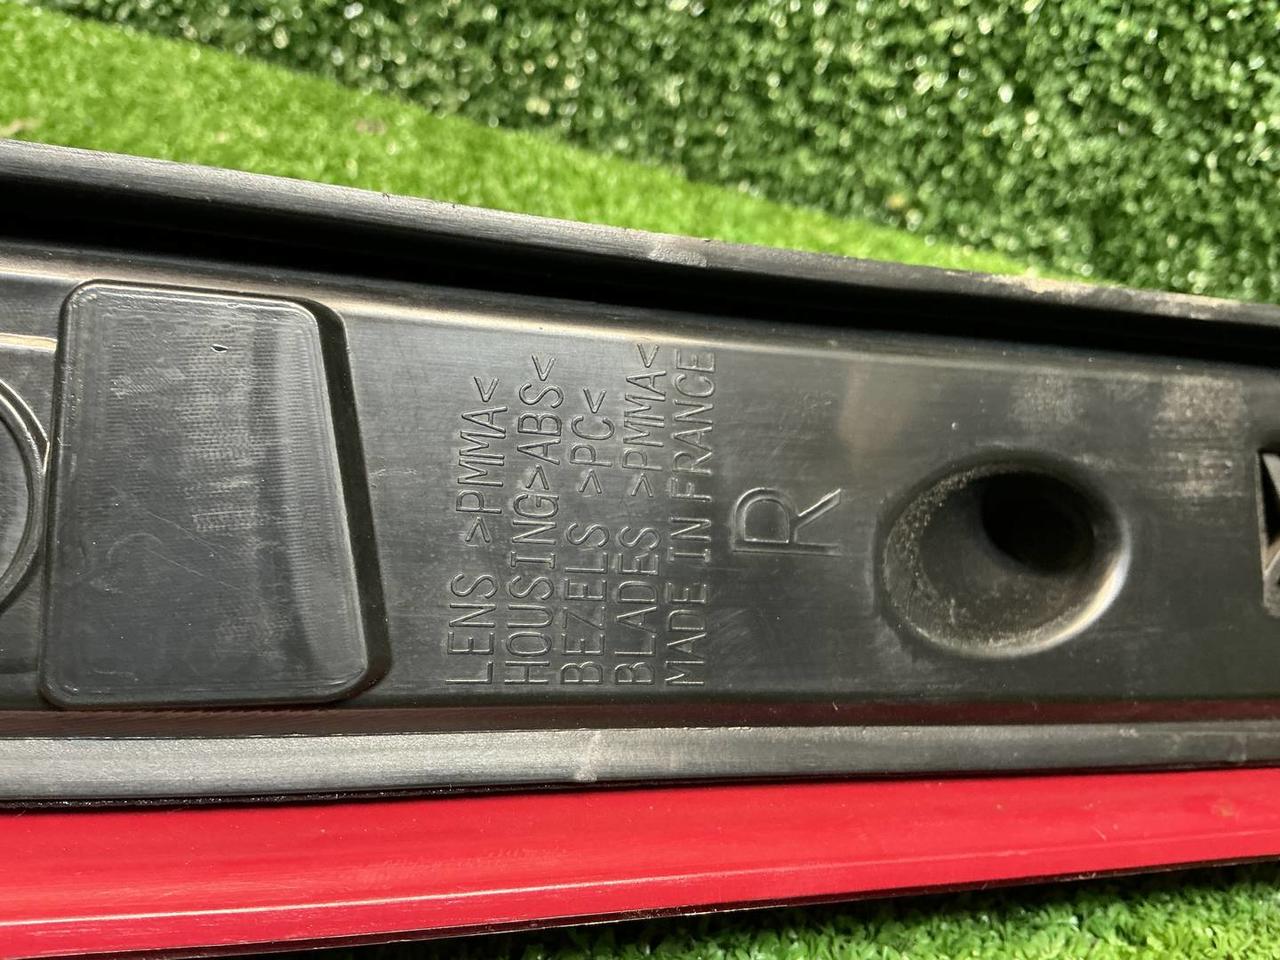 LENS >PMMA<
HOUSING>ABS<
BEZELS >PC<
BLADES >PMMA<
MADE IN FRANCE
R